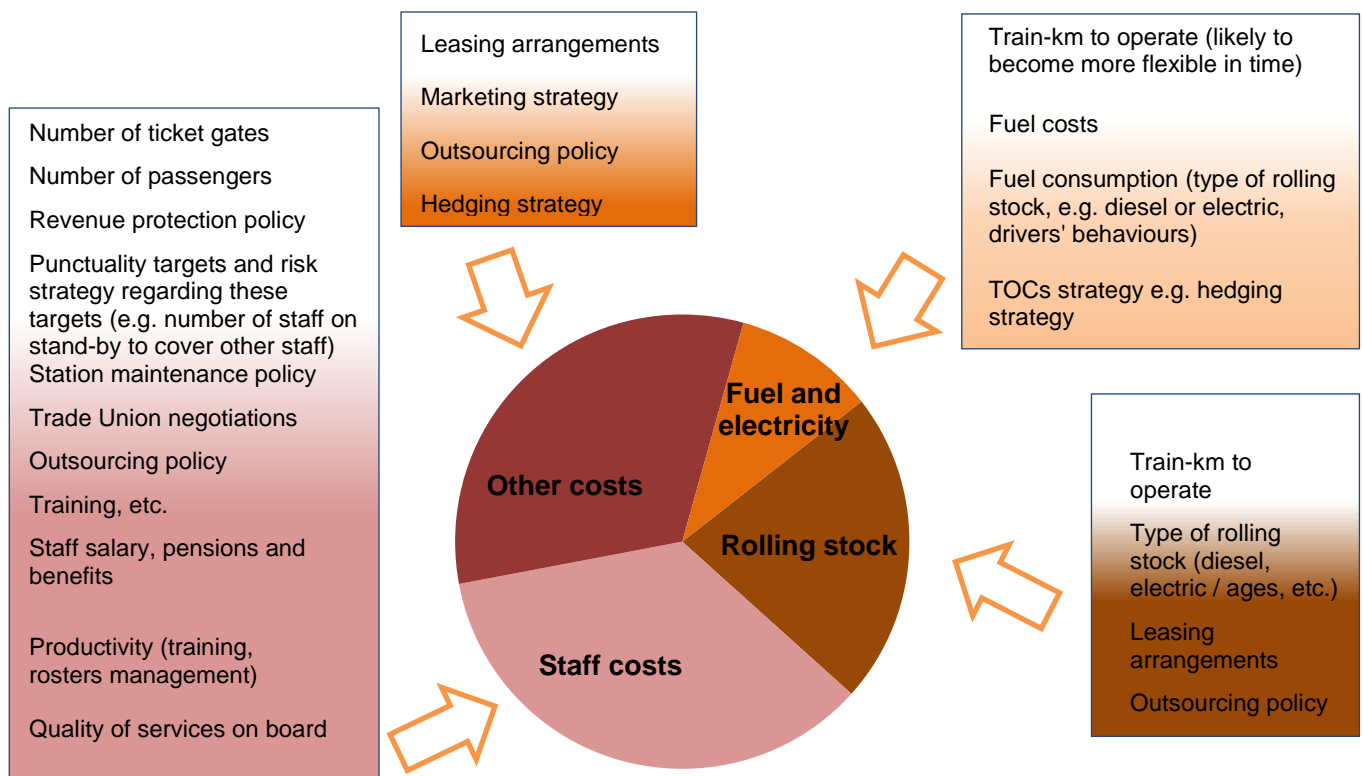 Leasing arrangements
Marketing strategy
Outsourcing policy
Hedging strategy
Train-km to operate (likely to
become more flexible in time)
Fuel costs
Fuel consumption (type of rolling
stock, e.g. diesel or electric,
drivers' behaviours)
TOCs strategy e.g. hedging
strategy
Number of ticket gates
Number of passengers
Revenue protection policy
Punctuality targets and risk
strategy regarding these
targets (e.g. number of staff on
stand-by to cover other staff)
Station maintenance policy
Trade Union negotiations
Outsourcing policy
Training, etc.
Staff salary, pensions and
benefits
Productivity (training,
rosters management)
Quality of services on board
Fuel and
electricity
Other costs
Rolling stock
Staff costs
Train-km to
operate
Type of rolling
stock (diesel,
electric / ages, etc.)
Leasing
arrangements
Outsourcing policy